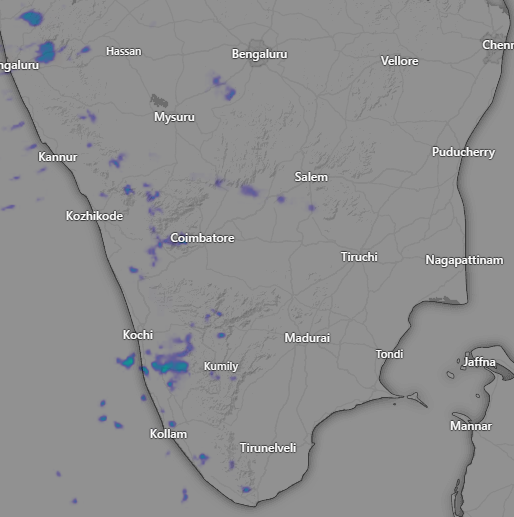 Chenn
Hassan
Bengaluru
Vellore
ngaluru
Mysuru
Kannur
Puducherry
Salem
Kozhikode
Coimbatore
Tiruchi
Nagapattinam
Kochi
Madurai
Tondi
Jaffna
Kumily
Mannar
Kollam
Tirunelveli